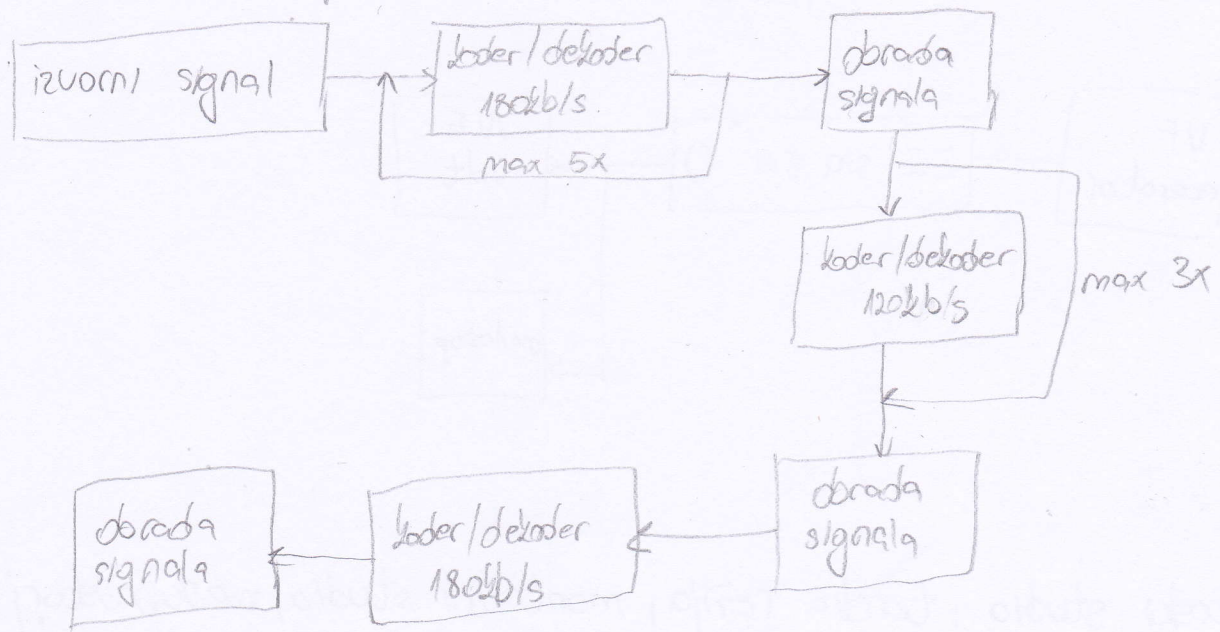 izvorni signal
koder/dekoder
180kb/s
max 5x
obrada
signala
koder/dekoder
120kb/s
max 3x
obrada
signala
koder/dekoder
180kb/s
obrada
signala